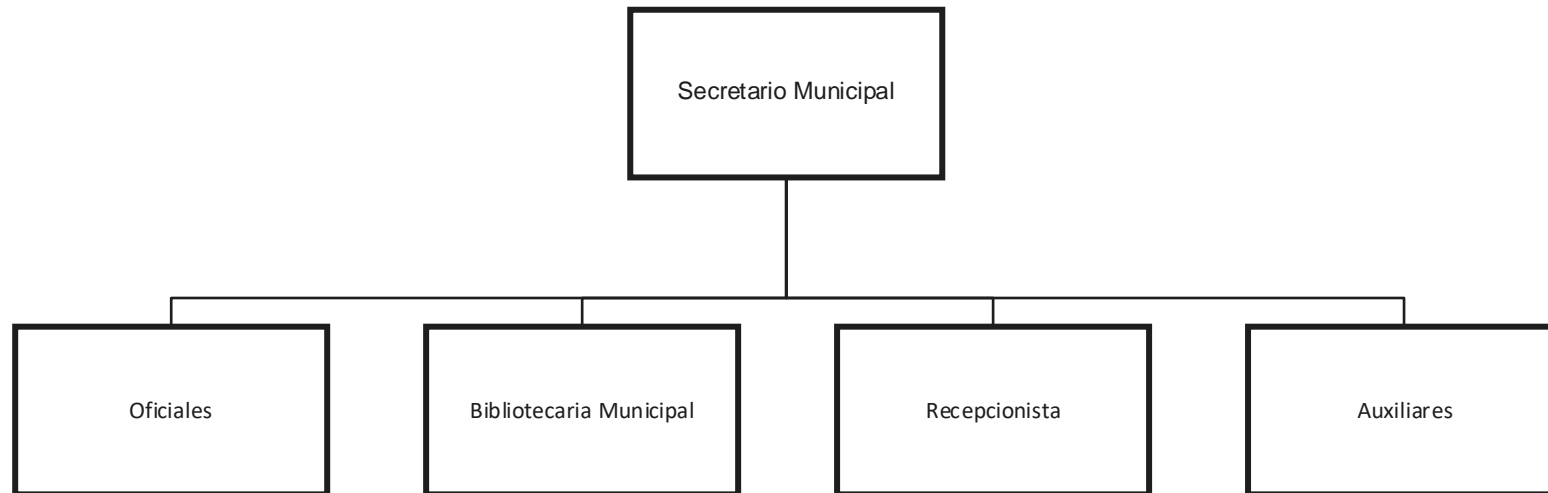 Secretario Municipal
Oficiales
Bibliotecaria Municipal
Recepcionista
Auxiliares